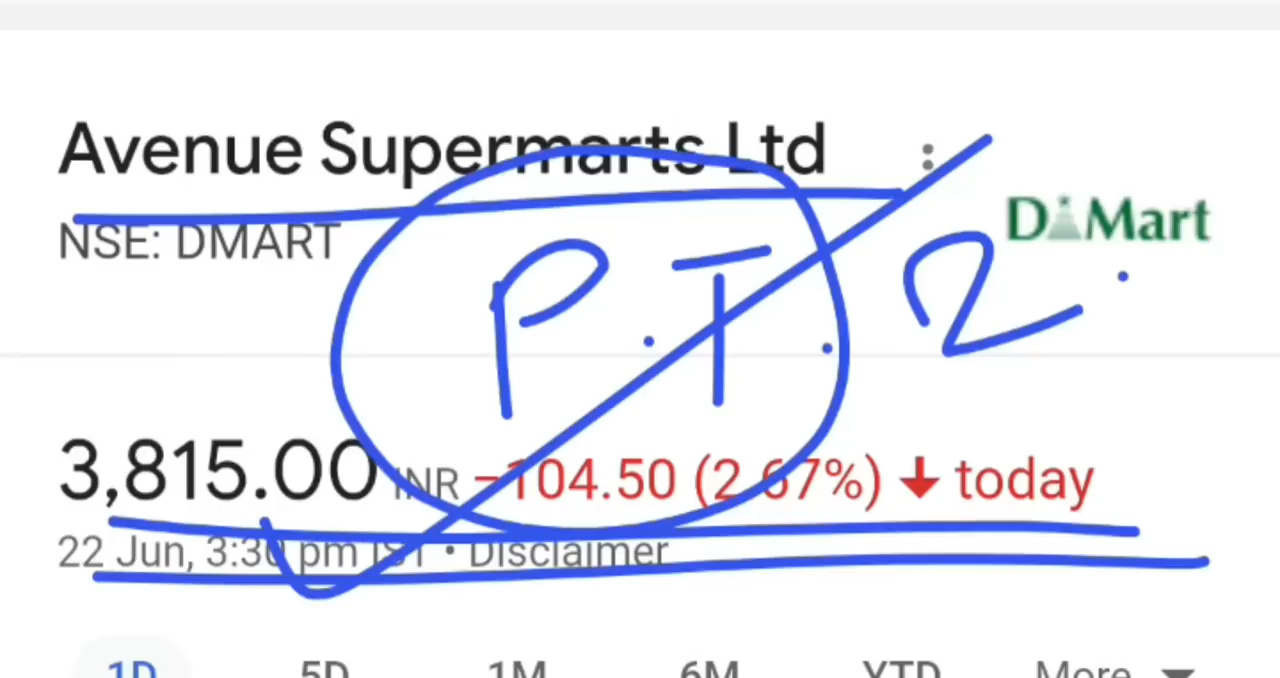 Avenue Supermarts Ltd
DMart
NSE: DMART
P.T.2.
3,815.00 INR −104.50 (2.67%) ↓ today
22 Jun, 3:30 pm IST • Disclaimer
1D 5D 1M 6M YTD More